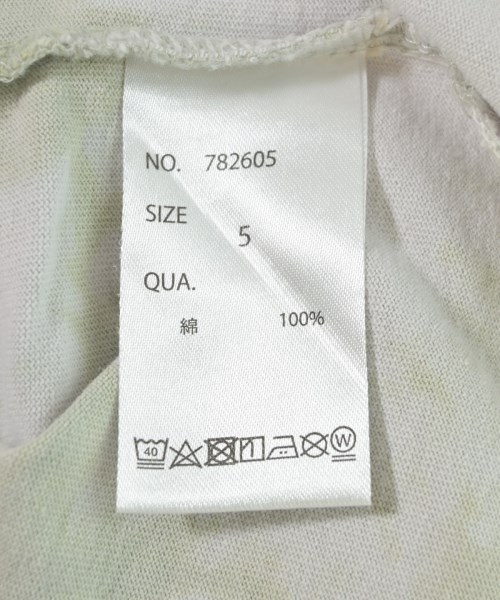 NO. 782605
SIZE 5
QUA.
綿 100%
40 W